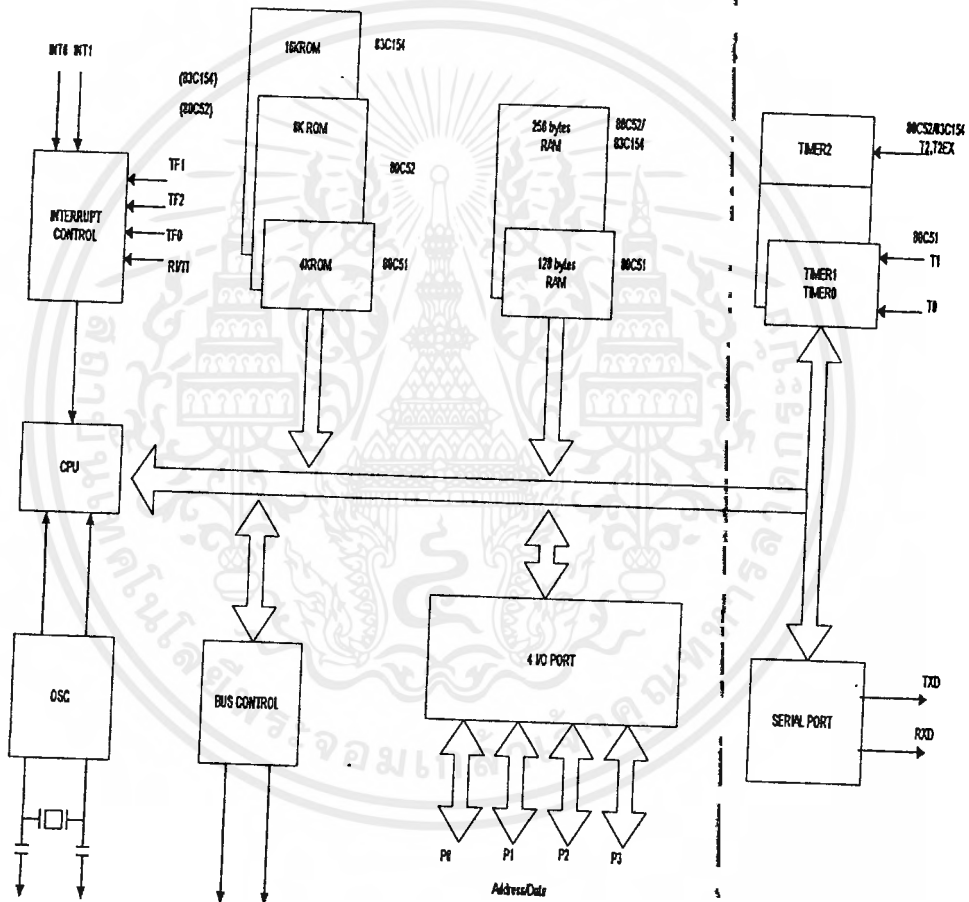 INT0 INT1
(83C154)
(80C52)
16KROM
83C154
8K ROM
80C52
4KROM
80C51
256 bytes
RAM
80C52/
83C154
128 bytes
RAM
80C51
TIMER2
80C52/83C154
T2,T2EX
TIMER1
TIMER0
80C51
T1
T0
INTERRUPT
CONTROL
TF1
TF2
TF0
RI/TI
CPU
OSC
BUS CONTROL
4 I/O PORT
SERIAL PORT
TXD
RXD
P0
P1
P2
P3
Address/Data